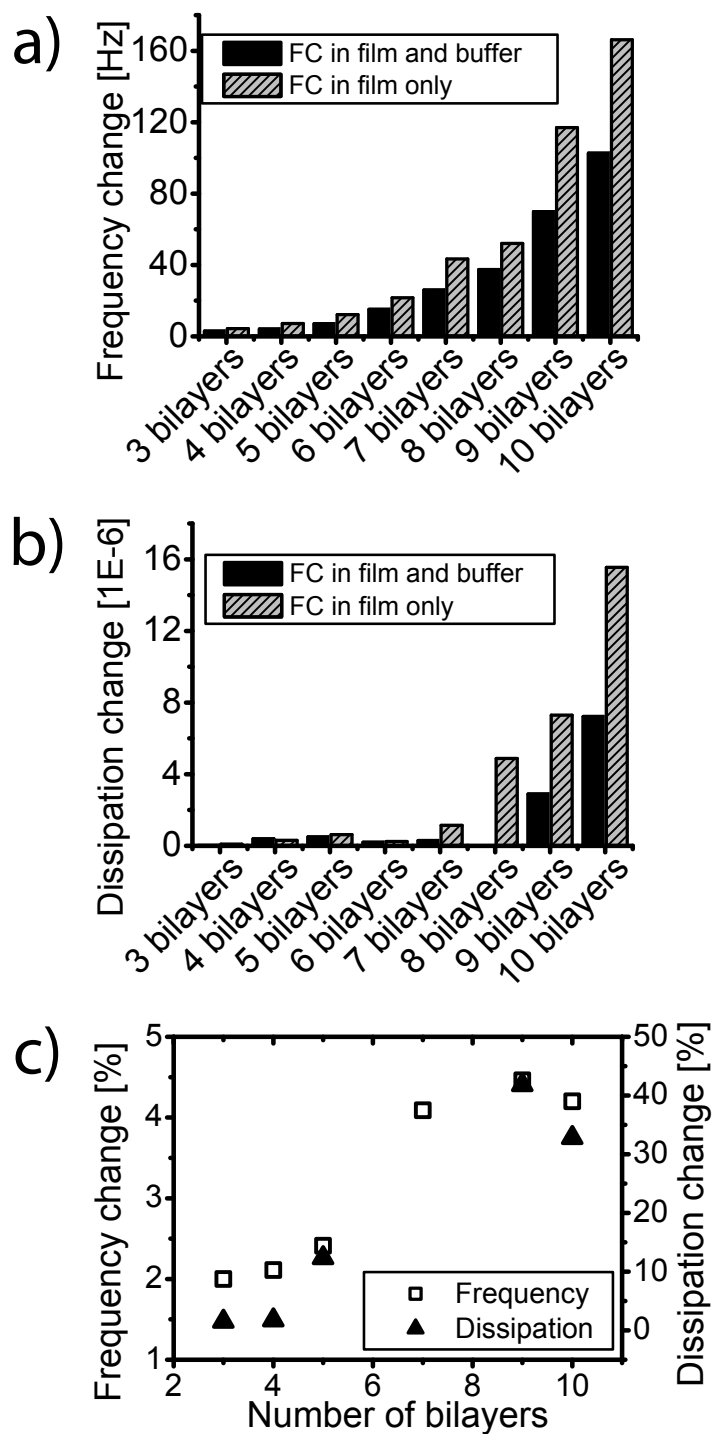 a)
Frequency change [Hz]
160
120
80
40
0
FC in film and buffer
FC in film only
3 bilayers
4 bilayers
5 bilayers
6 bilayers
7 bilayers
8 bilayers
9 bilayers
10 bilayers
b)
Dissipation change [1E-6]
16
12
8
4
0
FC in film and buffer
FC in film only
3 bilayers
4 bilayers
5 bilayers
6 bilayers
7 bilayers
8 bilayers
9 bilayers
10 bilayers
c)
Frequency change [%]
5
4
3
2
1
Frequency
Dissipation
50
40
30
20
10
0
Dissipation change [%]
2
4
6
8
10
Number of bilayers